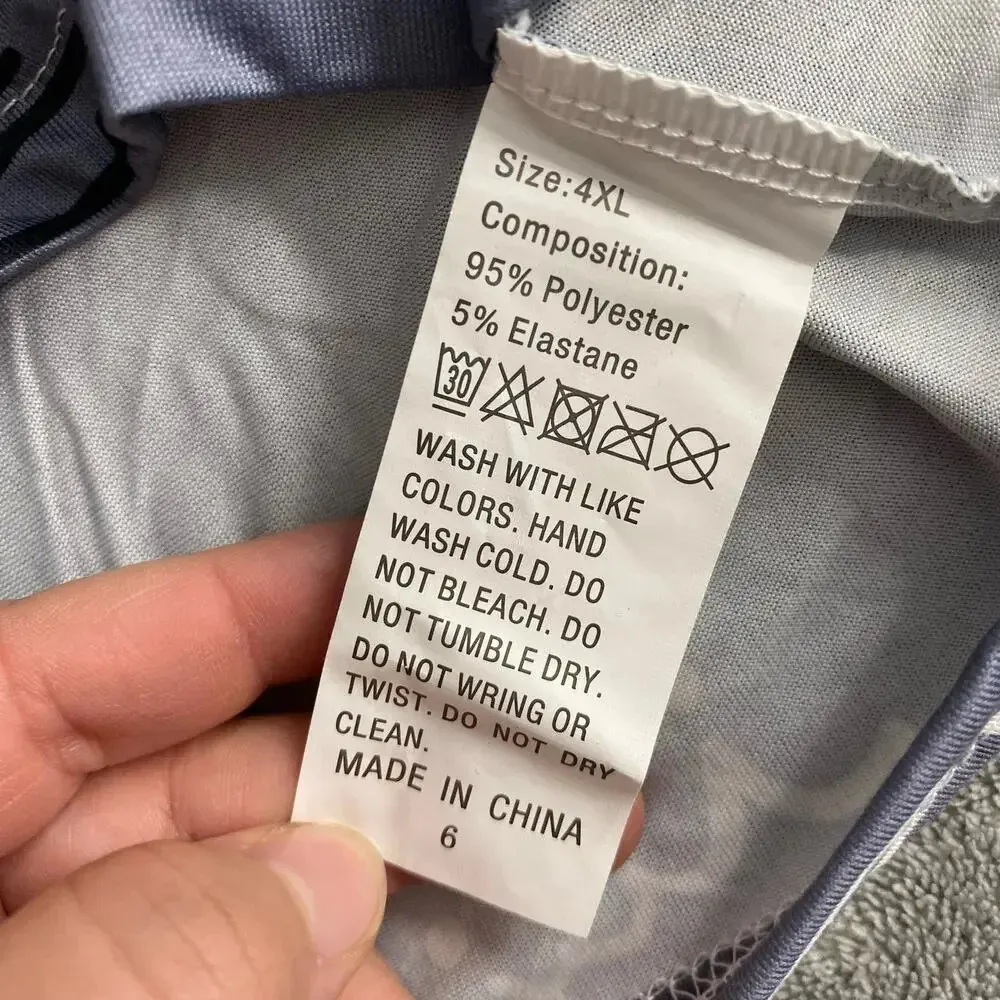 Size:4XL
Composition:
95% Polyester
5% Elastane
30
WASH WITH LIKE
COLORS. HAND
WASH COLD. DO
NOT BLEACH. DO
NOT TUMBLE DRY.
DO NOT WRING OR
TWIST. DO NOT DRY
CLEAN.
MADE IN CHINA
6